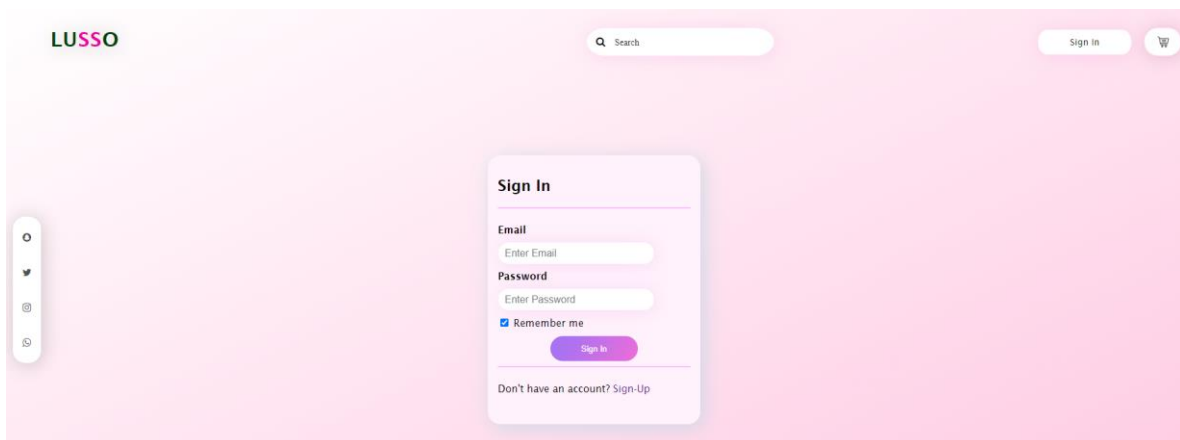 LUSSO
Search
Sign In
Sign In
Email
Enter Email
Password
Enter Password
Remember me
Sign In
Don't have an account? Sign-Up